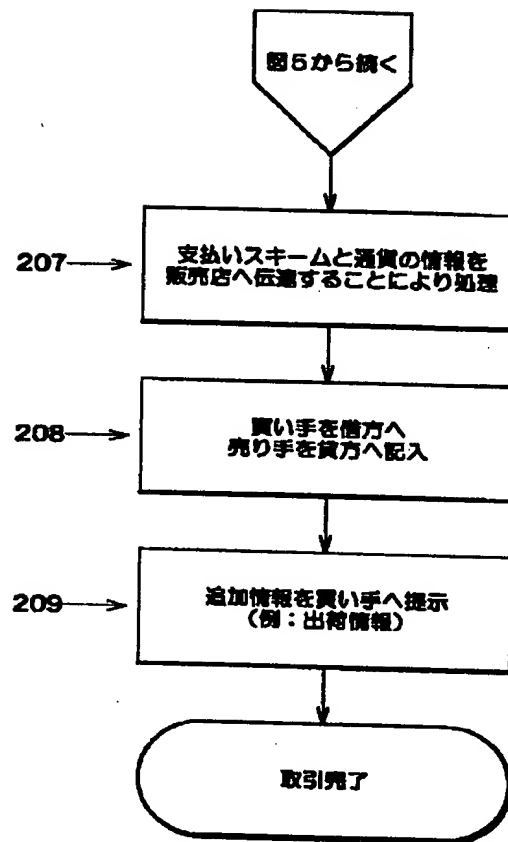 図5から続く
207
支払いスキームと通貨の情報を
販売店へ伝達することにより処理
208
買い手を借方へ
売り手を貸方へ記入
209
追加情報を買い手へ提示
（例：出荷情報）
取引完了